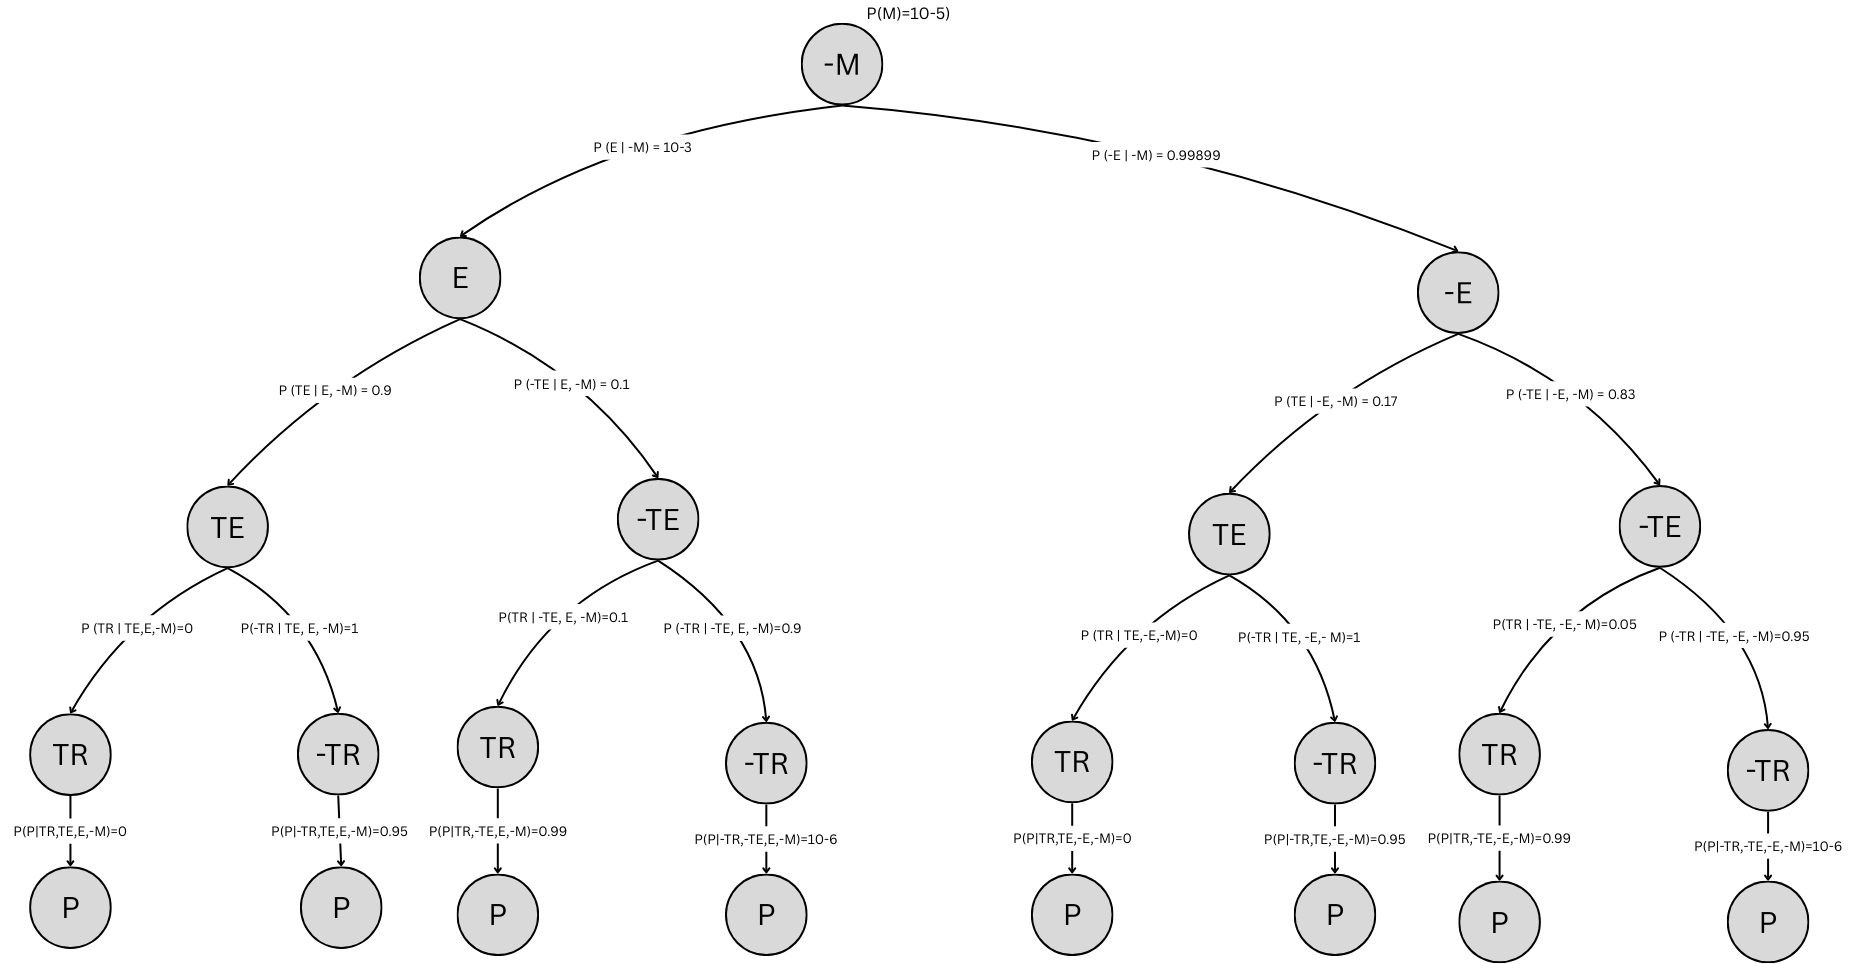 P(M)=10-5)
-M
P (E | -M) = 10-3
P (-E | -M) = 0.99899
E
-E
P (TE | E, -M) = 0.9
P (-TE | E, -M) = 0.1
P (TE | -E, -M) = 0.17
P (-TE | -E, -M) = 0.83
TE
-TE
TE
-TE
P (TR | TE,E,-M)=0
P(-TR | TE, E, -M)=1
P(TR | -TE, E, -M)=0.1
P (-TR | -TE, E, -M)=0.9
P (TR | TE,-E,-M)=0
P(-TR | TE, -E,- M)=1
P(TR | -TE, -E,- M)=0.05
P (-TR | -TE, -E, -M)=0.95
TR
-TR
TR
-TR
TR
-TR
TR
-TR
P(P|TR,TE,E,-M)=0
P(P|-TR,TE,E,-M)=0.95
P(P|TR,-TE,E,-M)=0.99
P(P|-TR,-TE,E,-M)=10-6
P(P|TR,TE,-E,-M)=0
P(P|-TR,TE,-E,-M)=0.95
P(P|TR,-TE,-E,-M)=0.99
P(P|-TR,-TE,-E,-M)=10-6
P
P
P
P
P
P
P
P